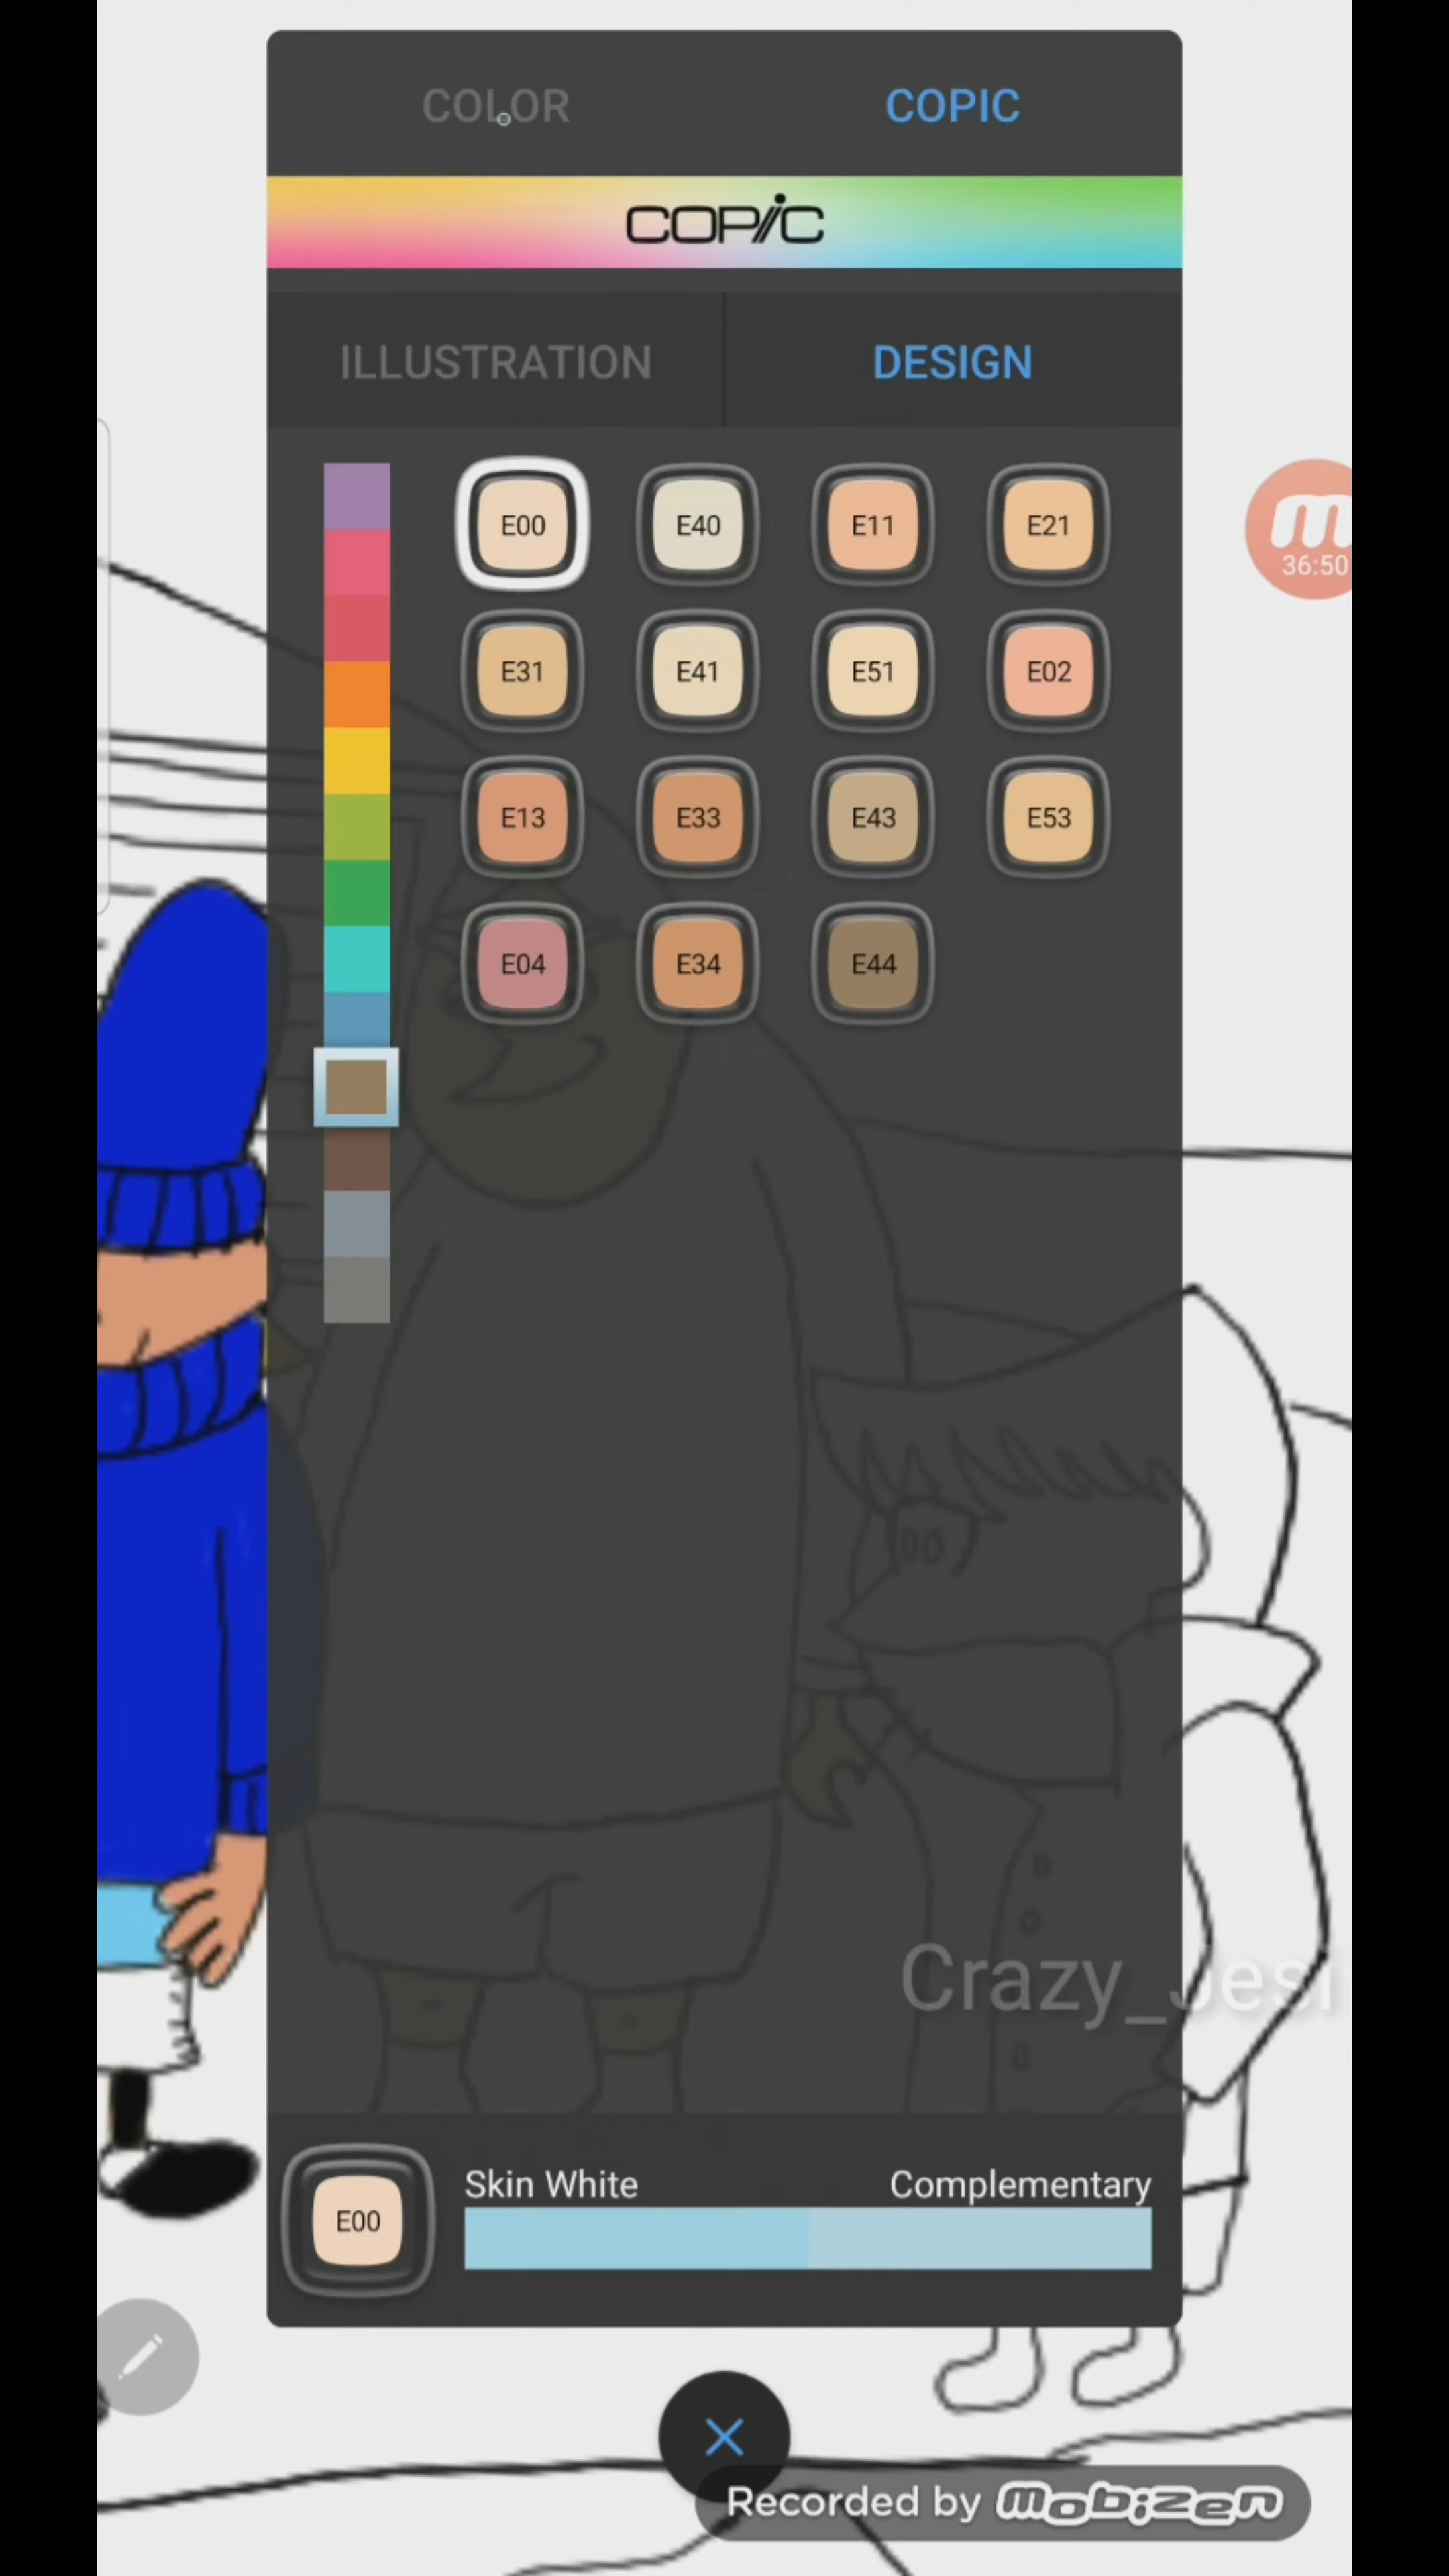 COLOR COPIC
COPIC
ILLUSTRATION DESIGN
E00 E40 E11 E21
36:50
E31 E41 E51 E02
E13 E33 E43 E53
E04 E34 E44
Crazy_Jesi
Skin White Complementary
E00
Recorded by mobizen